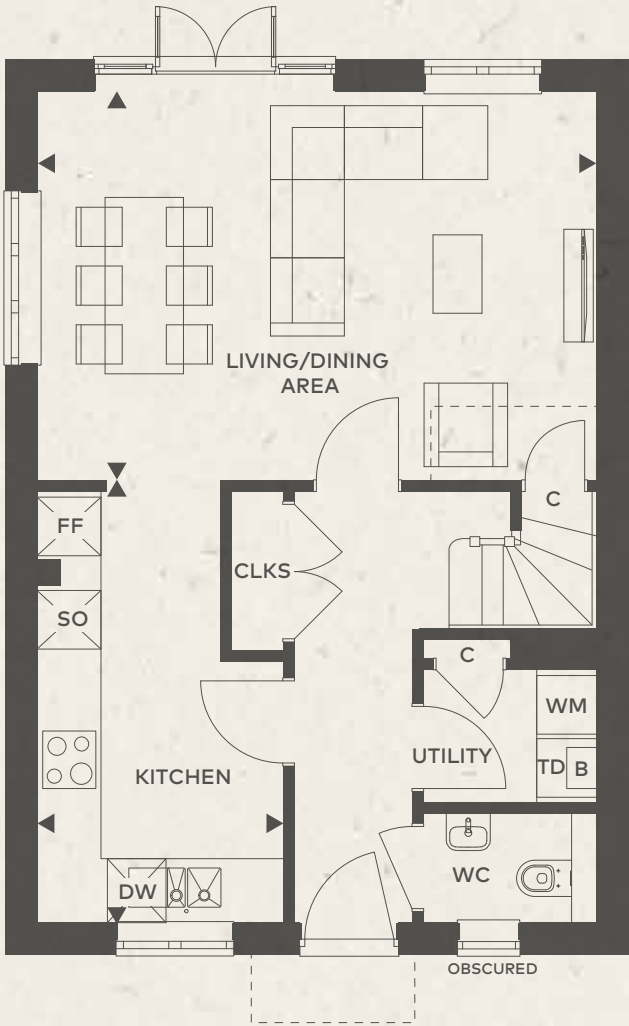 LIVING/DINING
AREA
FF
C
CLKS
SO
C
WM
UTILITY
TD
B
KITCHEN
DW
WC
OBSCURED